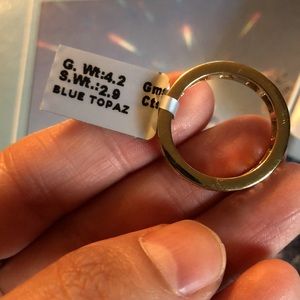 G. Wt:4.2 Gms
S.Wt.:2.9 Cts
BLUE TOPAZ